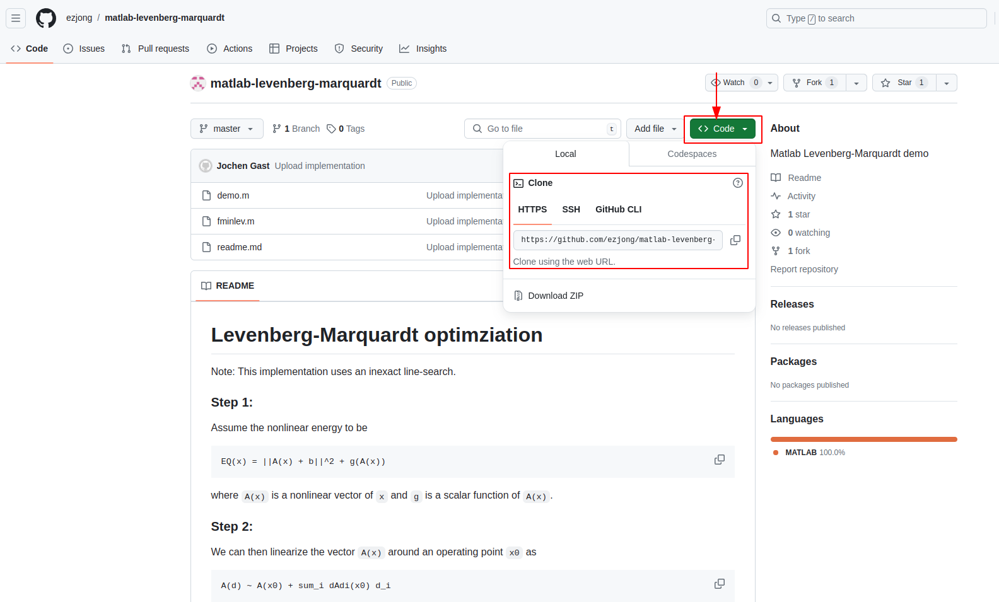 ezjong / matlab-levenberg-marquardt
Type / to search
Code Issues Pull requests Actions Projects Security Insights
matlab-levenberg-marquardt Public
Watch 0 Fork 1 Star 1
master 1 Branch 0 Tags
Go to file t
Add file
Code
Local Codespaces
Clone
HTTPS SSH GitHub CLI
https://github.com/ezjong/matlab-levenberg-
Clone using the web URL.
Download ZIP
Jochen Gast Upload implementation
demo.m Upload implementa
fminlev.m Upload implementa
readme.md Upload implementa
README
Levenberg-Marquardt optimziation
Note: This implementation uses an inexact line-search.
Step 1:
Assume the nonlinear energy to be
EQ(x) = ||A(x) + b||^2 + g(A(x))
where A(x) is a nonlinear vector of x and g is a scalar function of A(x).
Step 2:
We can then linearize the vector A(x) around an operating point x0 as
A(d) ~ A(x0) + sum_i dAdi(x0) d_i
About
Matlab Levenberg-Marquardt demo
Readme
Activity
1 star
0 watching
1 fork
Report repository
Releases
No releases published
Packages
No packages published
Languages
MATLAB 100.0%